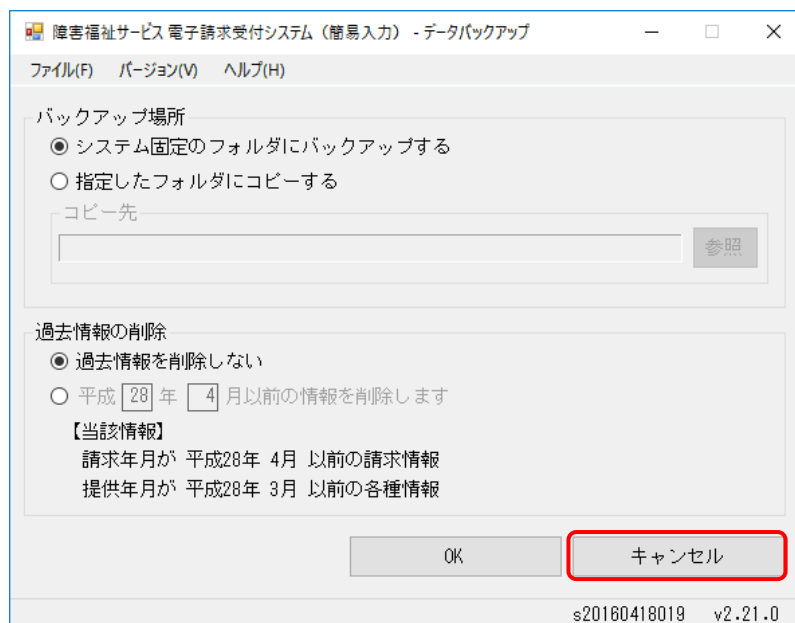 障害福祉サービス 電子請求受付システム（簡易入力） - データバックアップ
ファイル(F) バージョン(V) ヘルプ(H)
バックアップ場所
システム固定のフォルダにバックアップする
指定したフォルダにコピーする
コピー先
参照
過去情報の削除
過去情報を削除しない
平成 28 年 4 月以前の情報を削除します
【当該情報】
請求年月が 平成28年 4月 以前の請求情報
提供年月が 平成28年 3月 以前の各種情報
OK キャンセル
s20160418019 v2.21.0